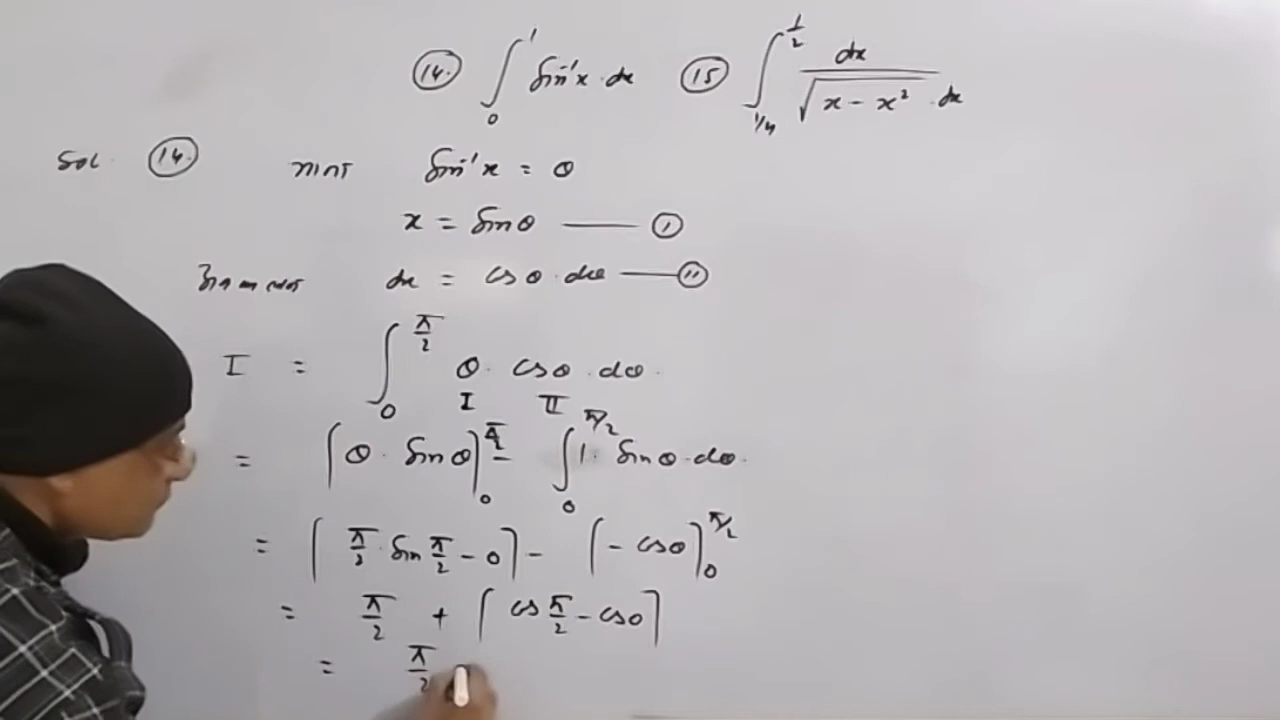 14. ∫₀¹ sin⁻¹x · dx   15 ∫_{1/4}^{1/2} dx / √(x − x²) · dx
Sol. 14.   sin⁻¹x = θ
x = sinθ —— (1)
dx = cosθ · dθ —— (11)
I = ∫₀^{π/2} θ · cosθ · dθ.
I   II
= [θ · sinθ]₀^{π/2} − ∫₀^{π/2} 1 · sinθ · dθ.
= [π/2 · sin π/2 − 0] − [− cosθ]₀^{π/2}
= π/2 + [cos π/2 − cos0]
= π/2